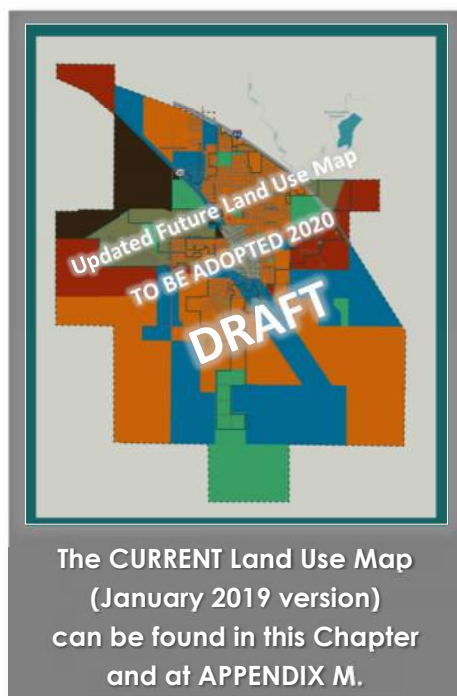 Updated Future Land Use Map
TO BE ADOPTED 2020
DRAFT
The CURRENT Land Use Map
(January 2019 version)
can be found in this Chapter
and at APPENDIX M.